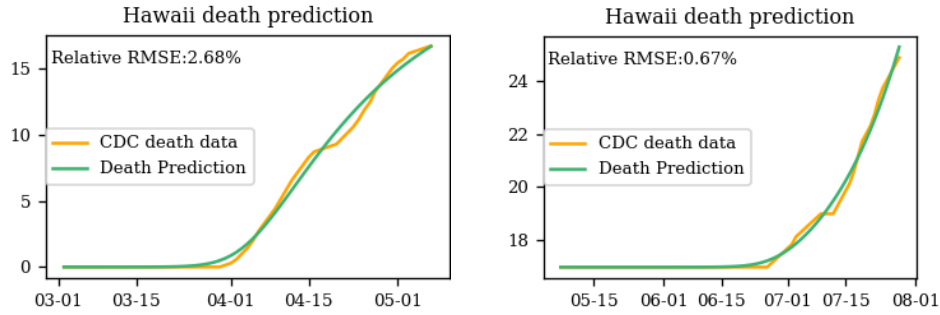 Hawaii death prediction
Relative RMSE:2.68%
CDC death data
Death Prediction
15
10
5
0
03-01 03-15 04-01 04-15 05-01
Hawaii death prediction
Relative RMSE:0.67%
CDC death data
Death Prediction
24
22
20
18
05-15 06-01 06-15 07-01 07-15 08-01